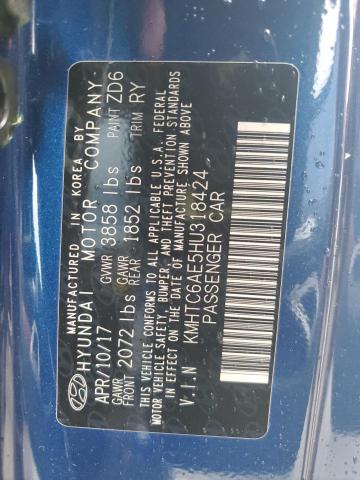 MANUFACTURED IN KOREA BY
HYUNDAI MOTOR COMPANY
APR/10/17 GVWR 3858 lbs PAINT ZD6
GAWR FRONT 2072 lbs GAWR REAR 1852 lbs TRIM RY
THIS VEHICLE CONFORMS TO ALL APPLICABLE U.S.A. FEDERAL
MOTOR VEHICLE SAFETY, BUMPER, AND THEFT PREVENTION STANDARDS
IN EFFECT ON THE DATE OF MANUFACTURE SHOWN ABOVE.
V.I.N KMHTC6AE5HU318424
PASSENGER CAR